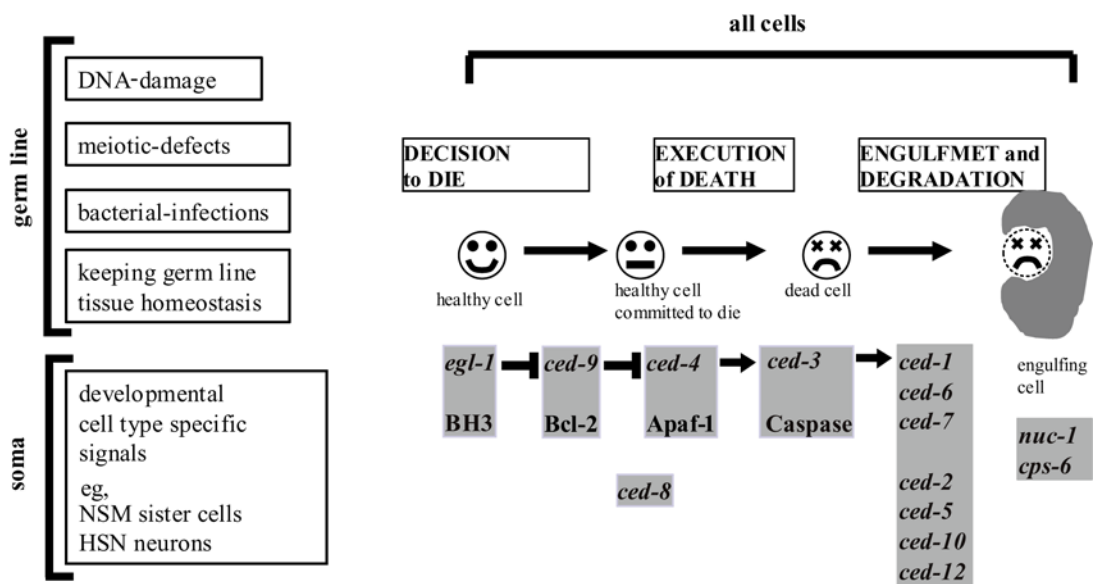 all cells
germ line
DNA-damage
meiotic-defects
bacterial-infections
keeping germ line
tissue homeostasis
DECISION
to DIE
EXECUTION
of DEATH
ENGULFMET and
DEGRADATION
healthy cell
healthy cell
committed to die
dead cell
engulfing
cell
soma
developmental
cell type specific
signals
eg,
NSM sister cells
HSN neurons
egl-1
BH3
ced-9
Bcl-2
ced-4
Apaf-1
ced-8
ced-3
Caspase
ced-1
ced-6
ced-7
ced-2
ced-5
ced-10
ced-12
nuc-1
cps-6